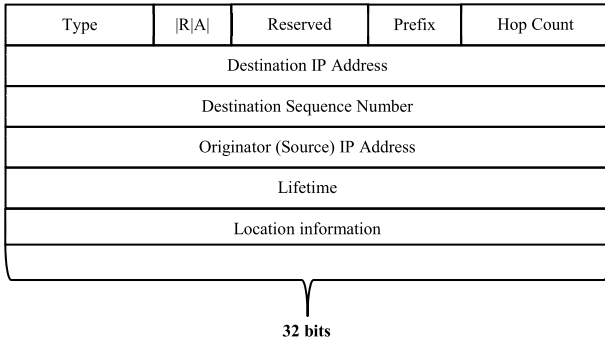 Type |R|A| Reserved Prefix Hop Count
Destination IP Address
Destination Sequence Number
Originator (Source) IP Address
Lifetime
Location information
32 bits